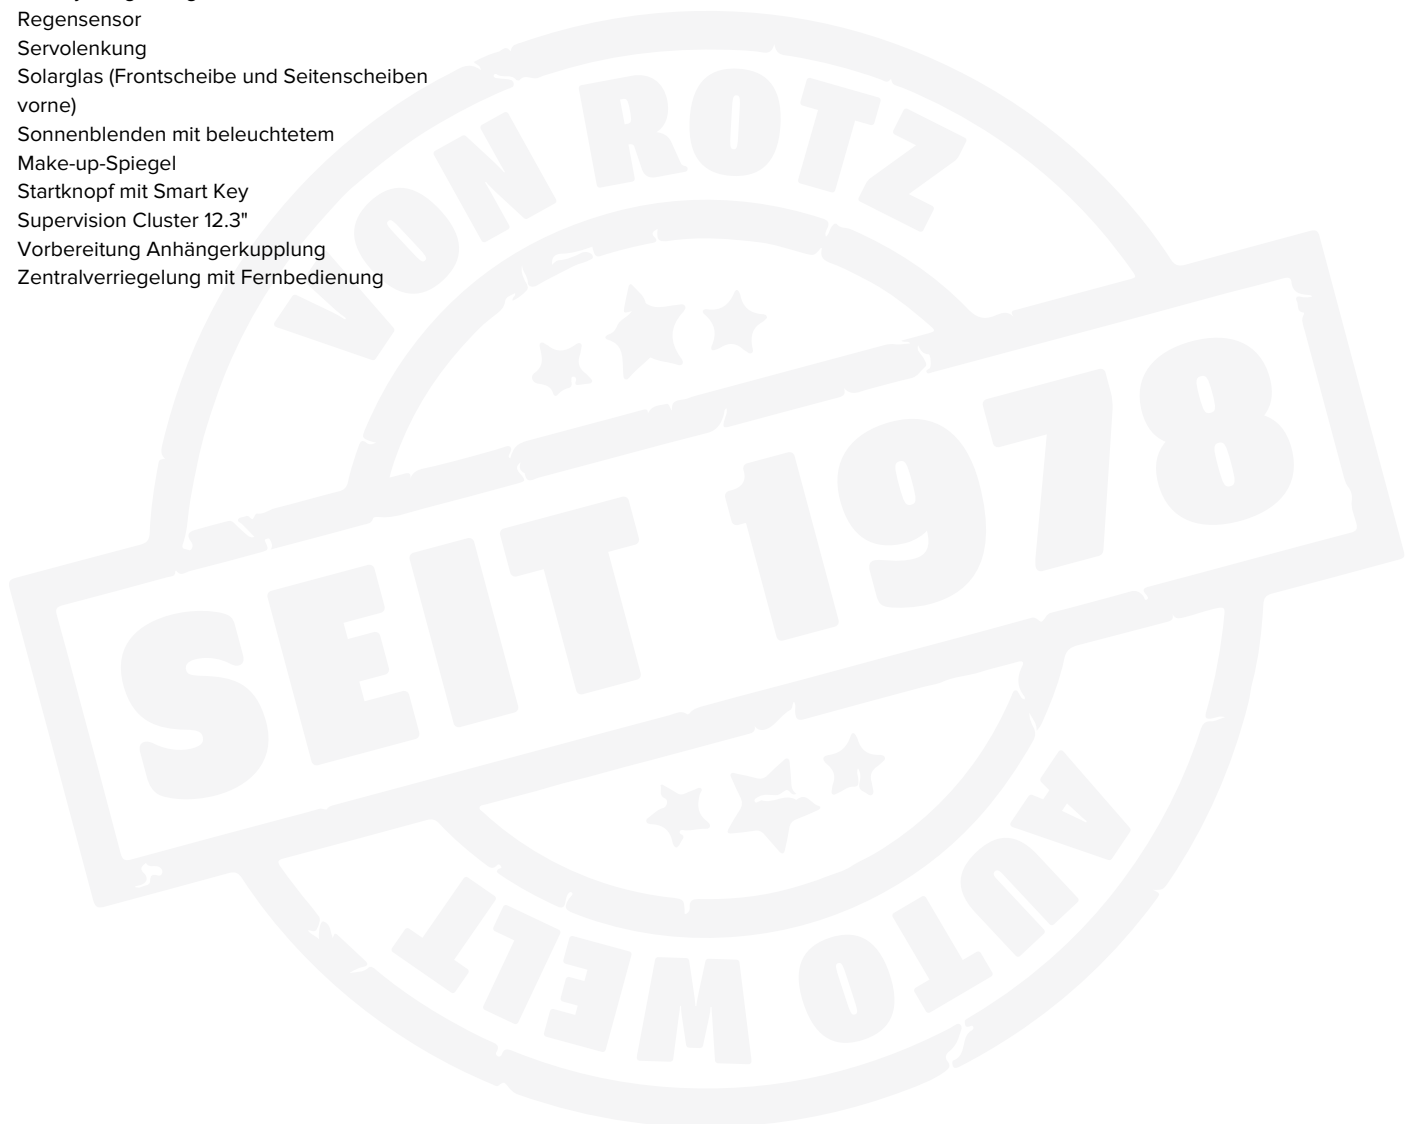 Regensensor
Servolenkung
Solarglas (Frontscheibe und Seitenscheiben
vorne)
Sonnenblenden mit beleuchtetem
Make-up-Spiegel
Startknopf mit Smart Key
Supervision Cluster 12.3"
Vorbereitung Anhängerkupplung
Zentralverriegelung mit Fernbedienung
VON ROTZ
SEIT 1978
AUTO WELT